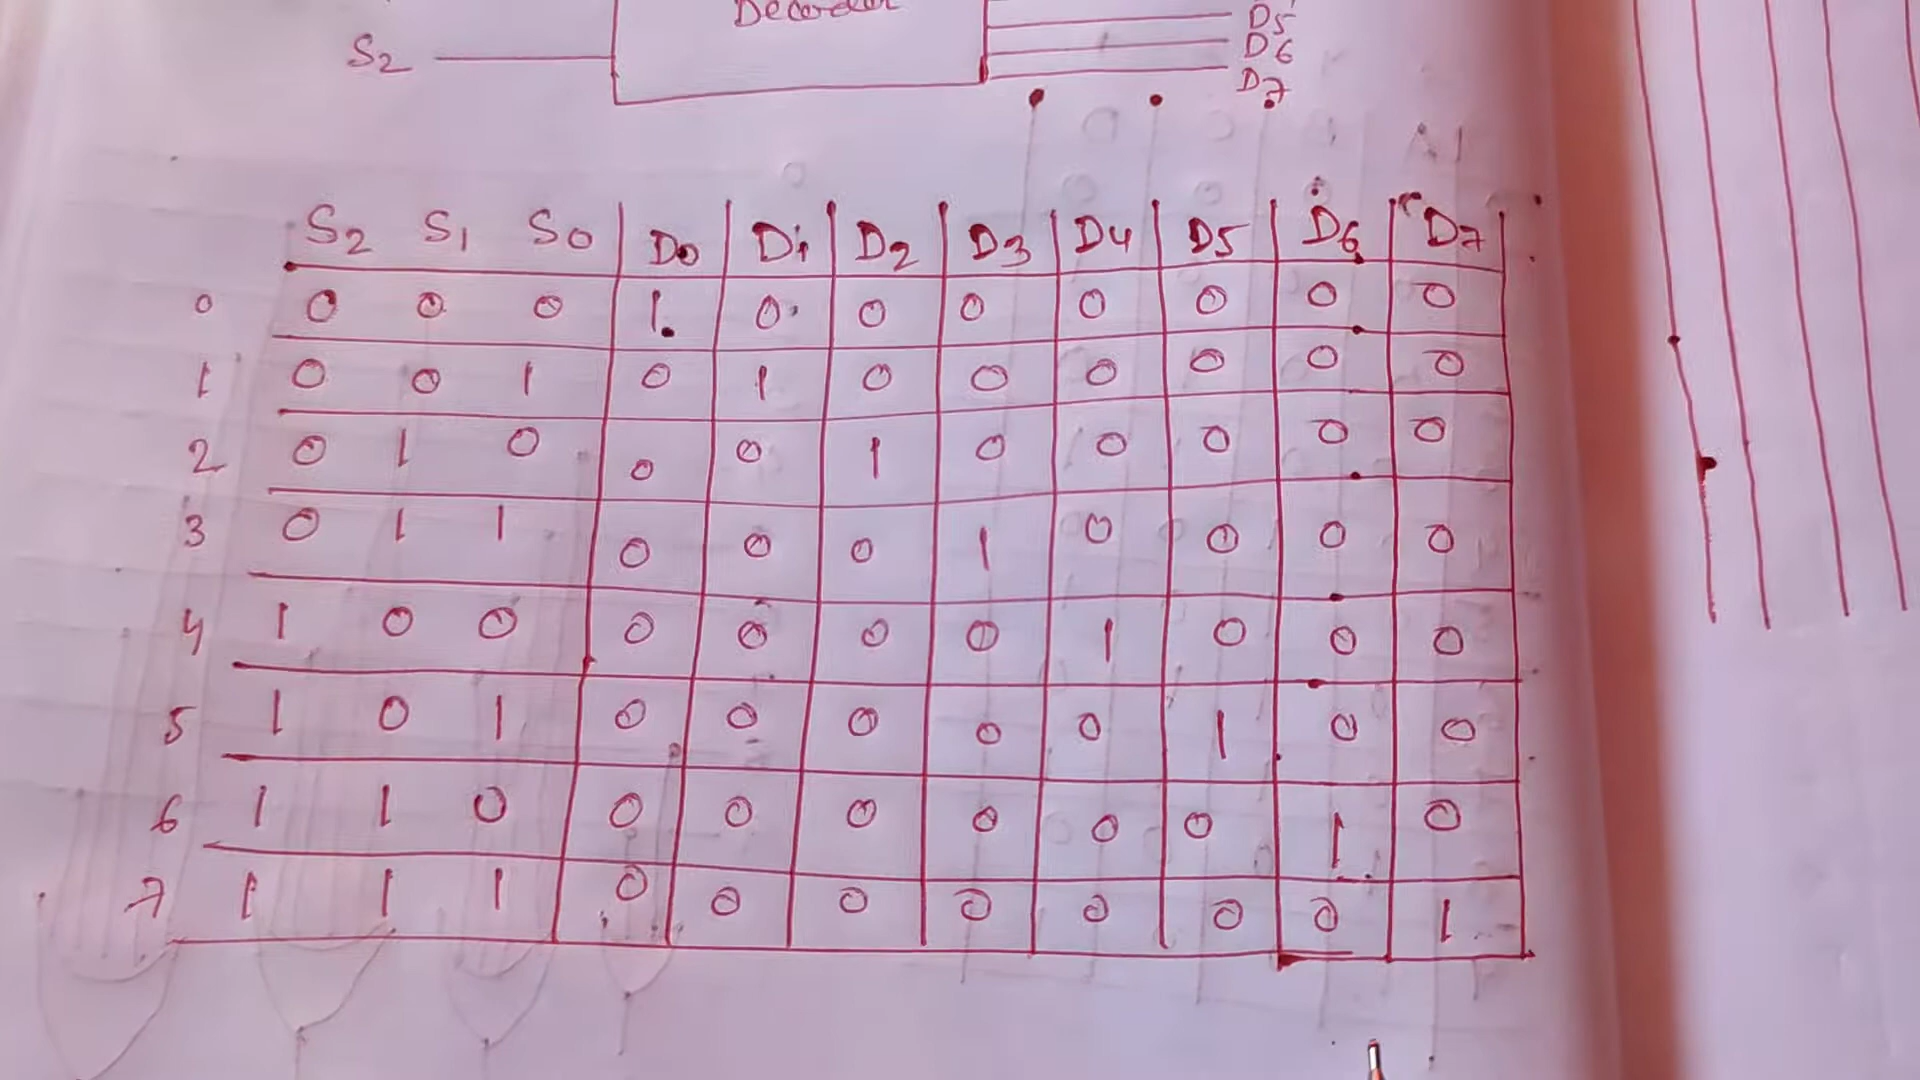 Decorder
D5
S2
D6
D7
S2 S1 S0 D0 D1 D2 D3 D4 D5 D6 D7
0 0 0 0 1 0 0 0 0 0 0 0
1 0 0 1 0 1 0 0 0 0 0 0
2 0 1 0 0 0 1 0 0 0 0 0
3 0 1 1 0 0 0 1 0 0 0 0
4 1 0 0 0 0 0 0 1 0 0 0
5 1 0 1 0 0 0 0 0 1 0 0
6 1 1 0 0 0 0 0 0 0 1 0
7 1 1 1 0 0 0 0 0 0 0 1